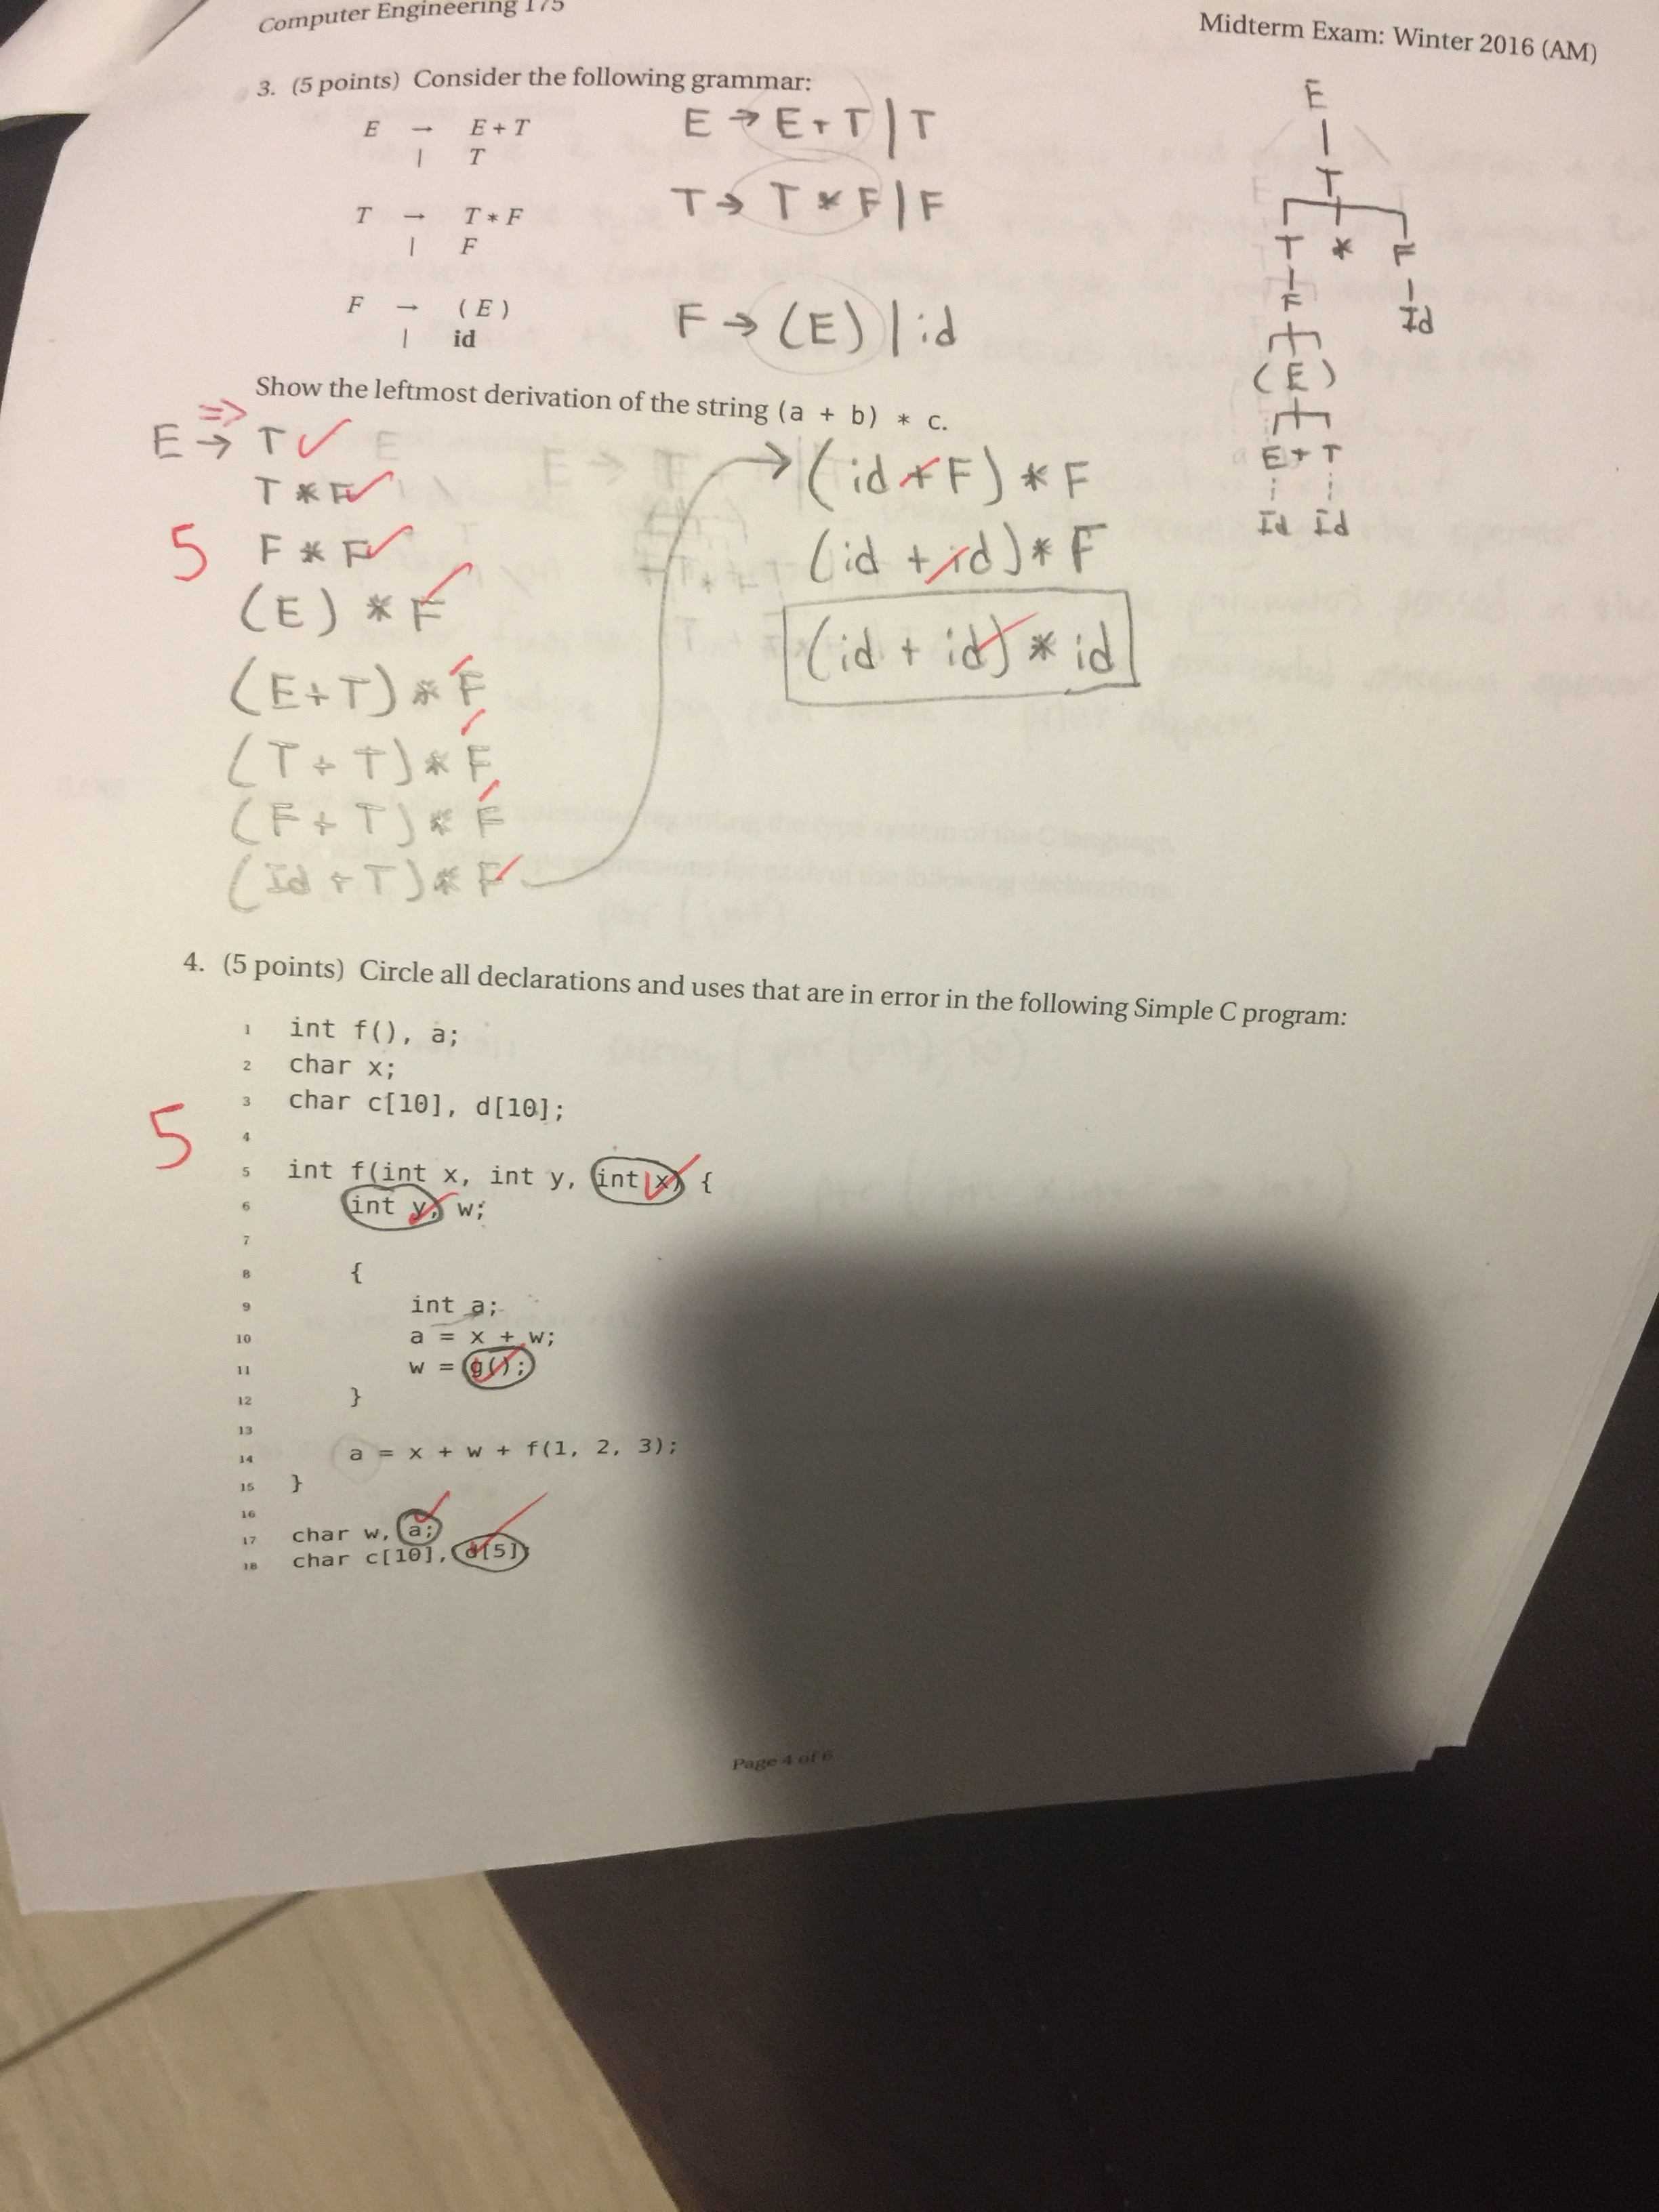 Computer Engineering 175
Midterm Exam: Winter 2016 (AM)
3. (5 points) Consider the following grammar:
E → E + T
| T
T → T * F
| F
F → ( E )
| id
E → E + T | T
T → T * F | F
F → (E) | id
E
T
T * F
F Id
( E )
E + T
Id Id
Show the leftmost derivation of the string (a + b) * c.
=>
E → T
T * F
5
F * F
(E) * F
(E+T) * F
(T + T) * F
(F + T) * F
(Id + T) * F
(id + F) * F
(id + id) * F
(id + id) * id
4. (5 points) Circle all declarations and uses that are in error in the following Simple C program:
5
1 int f(), a;
2 char x;
3 char c[10], d[10];
4
5 int f(int x, int y, int x) {
6 int y, w;
7
8 {
9 int a;
10 a = x + w;
11 w = g();
12 }
13
14 a = x + w + f(1, 2, 3);
15 }
16
17 char w, a;
18 char c[10], d[5];
Page 4 of 6